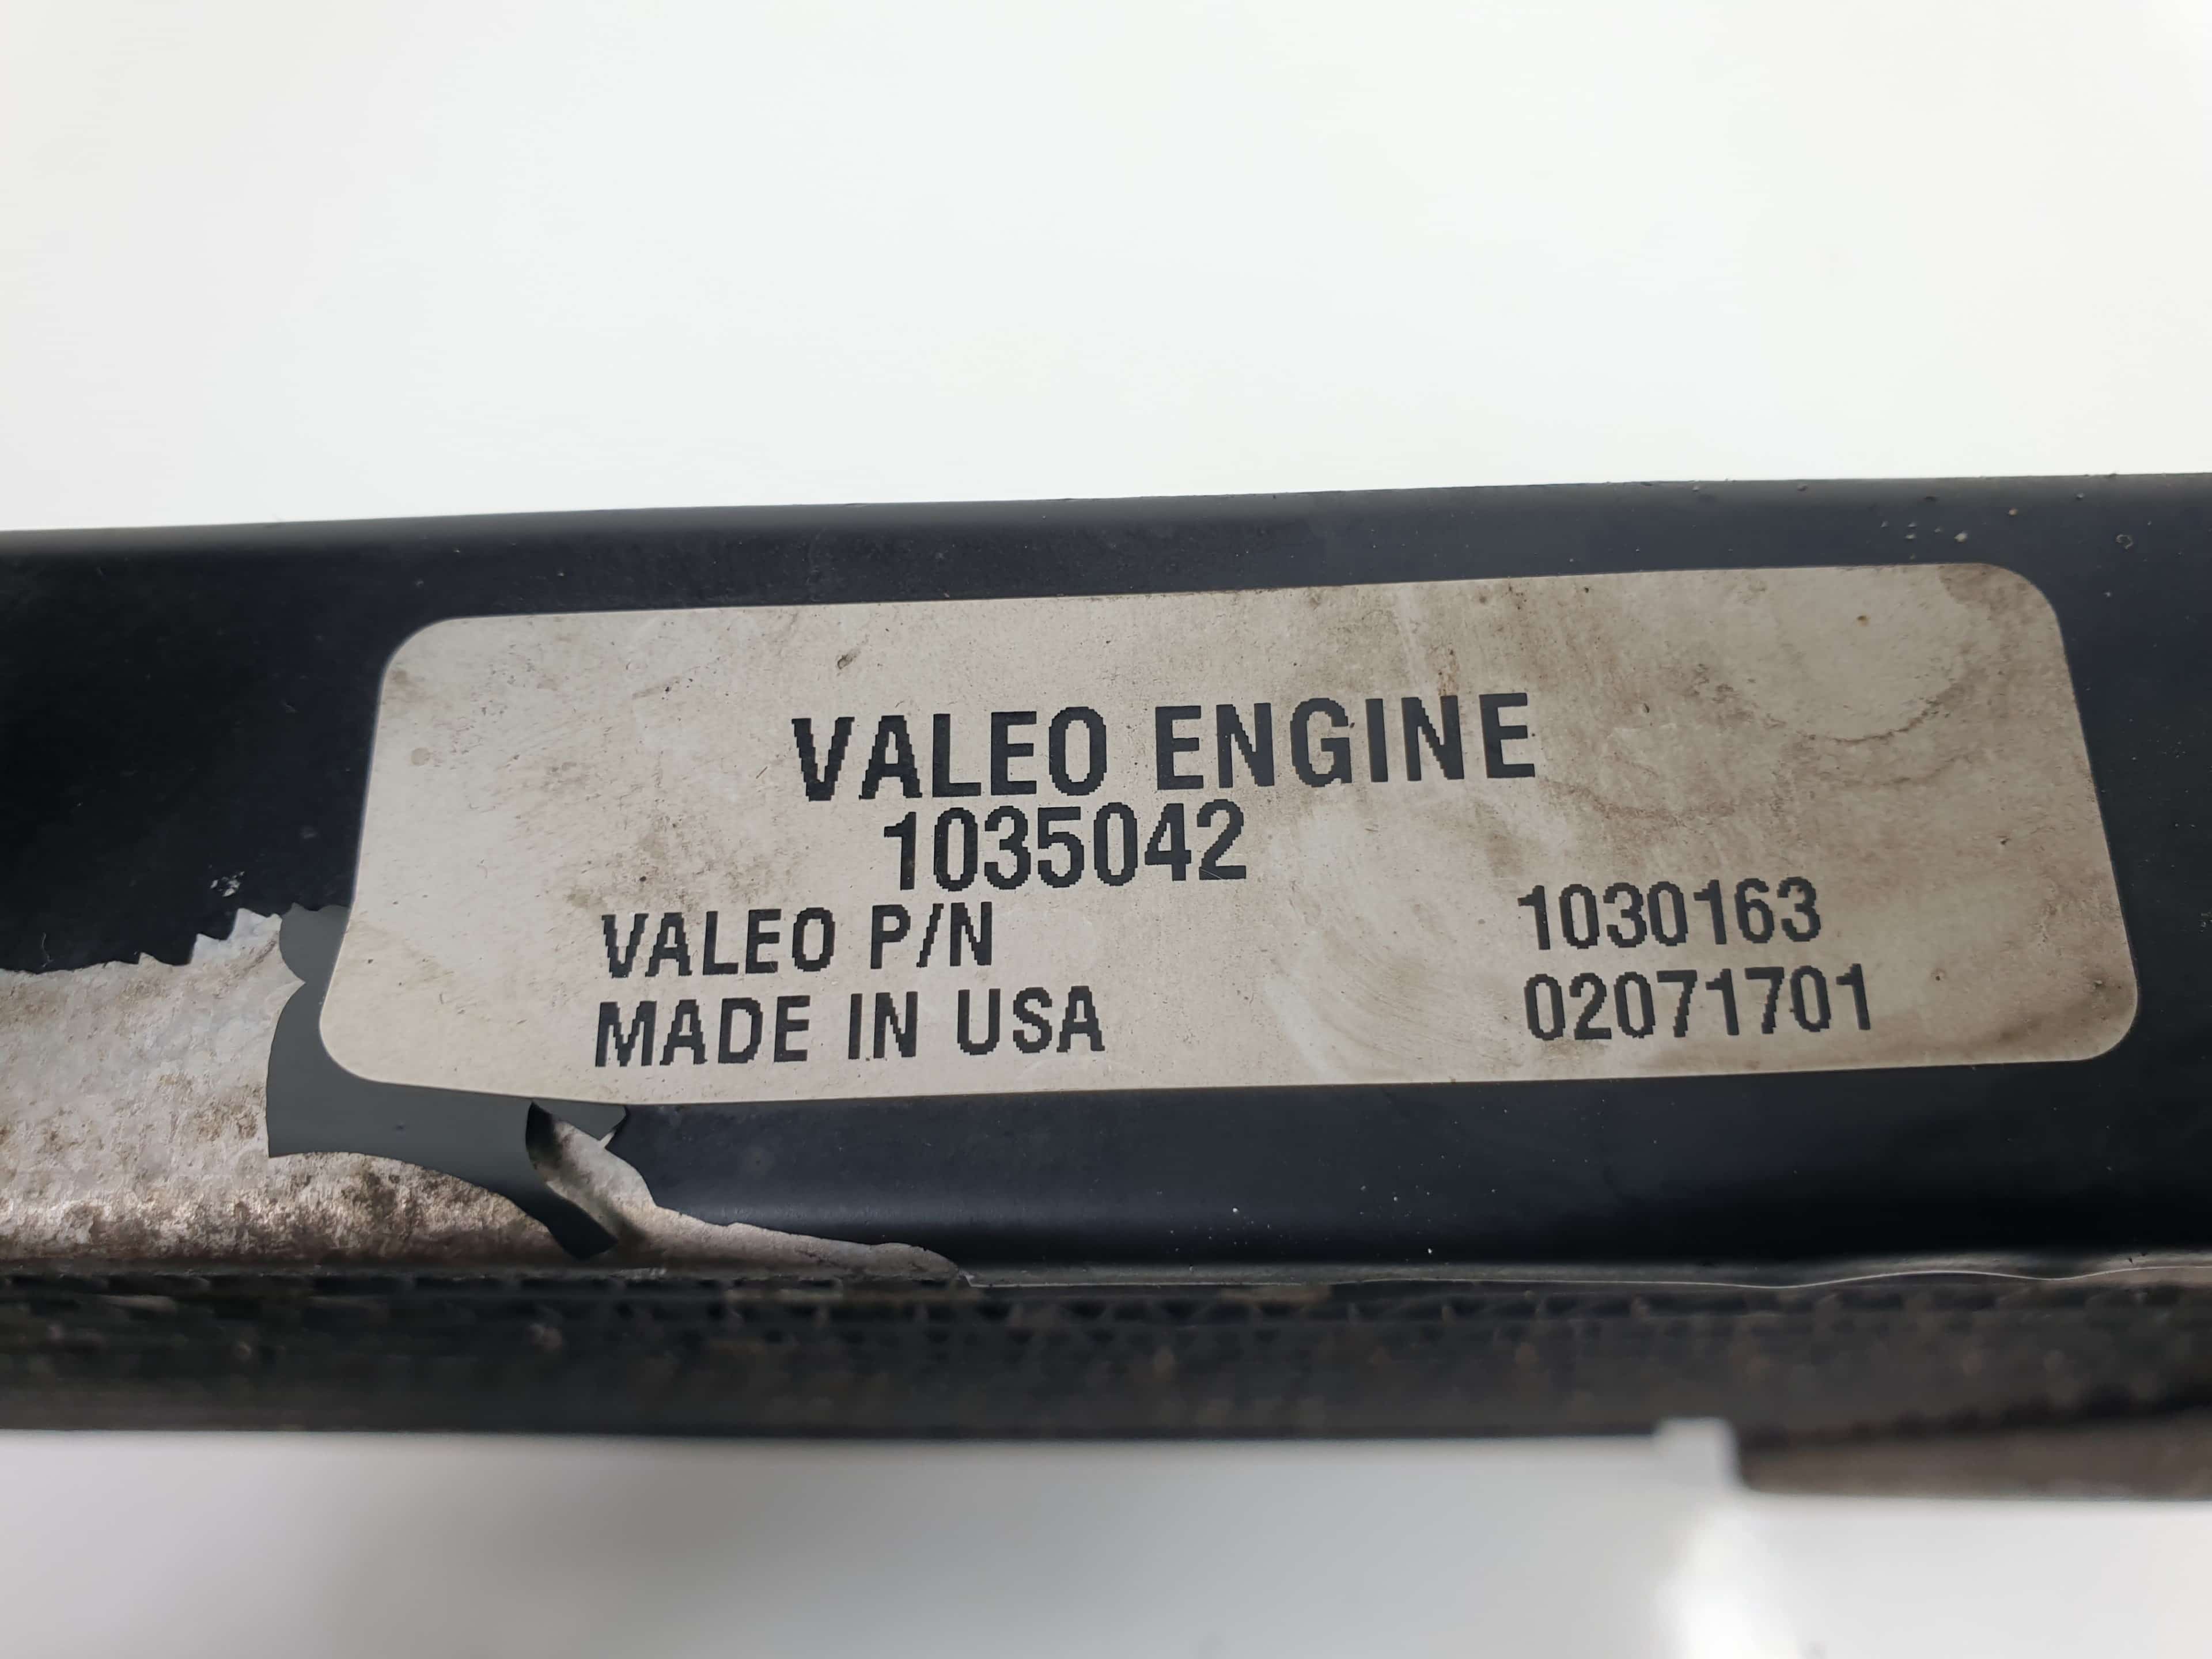 VALEO ENGINE
1035042
VALEO P/N 1030163
MADE IN USA 02071701